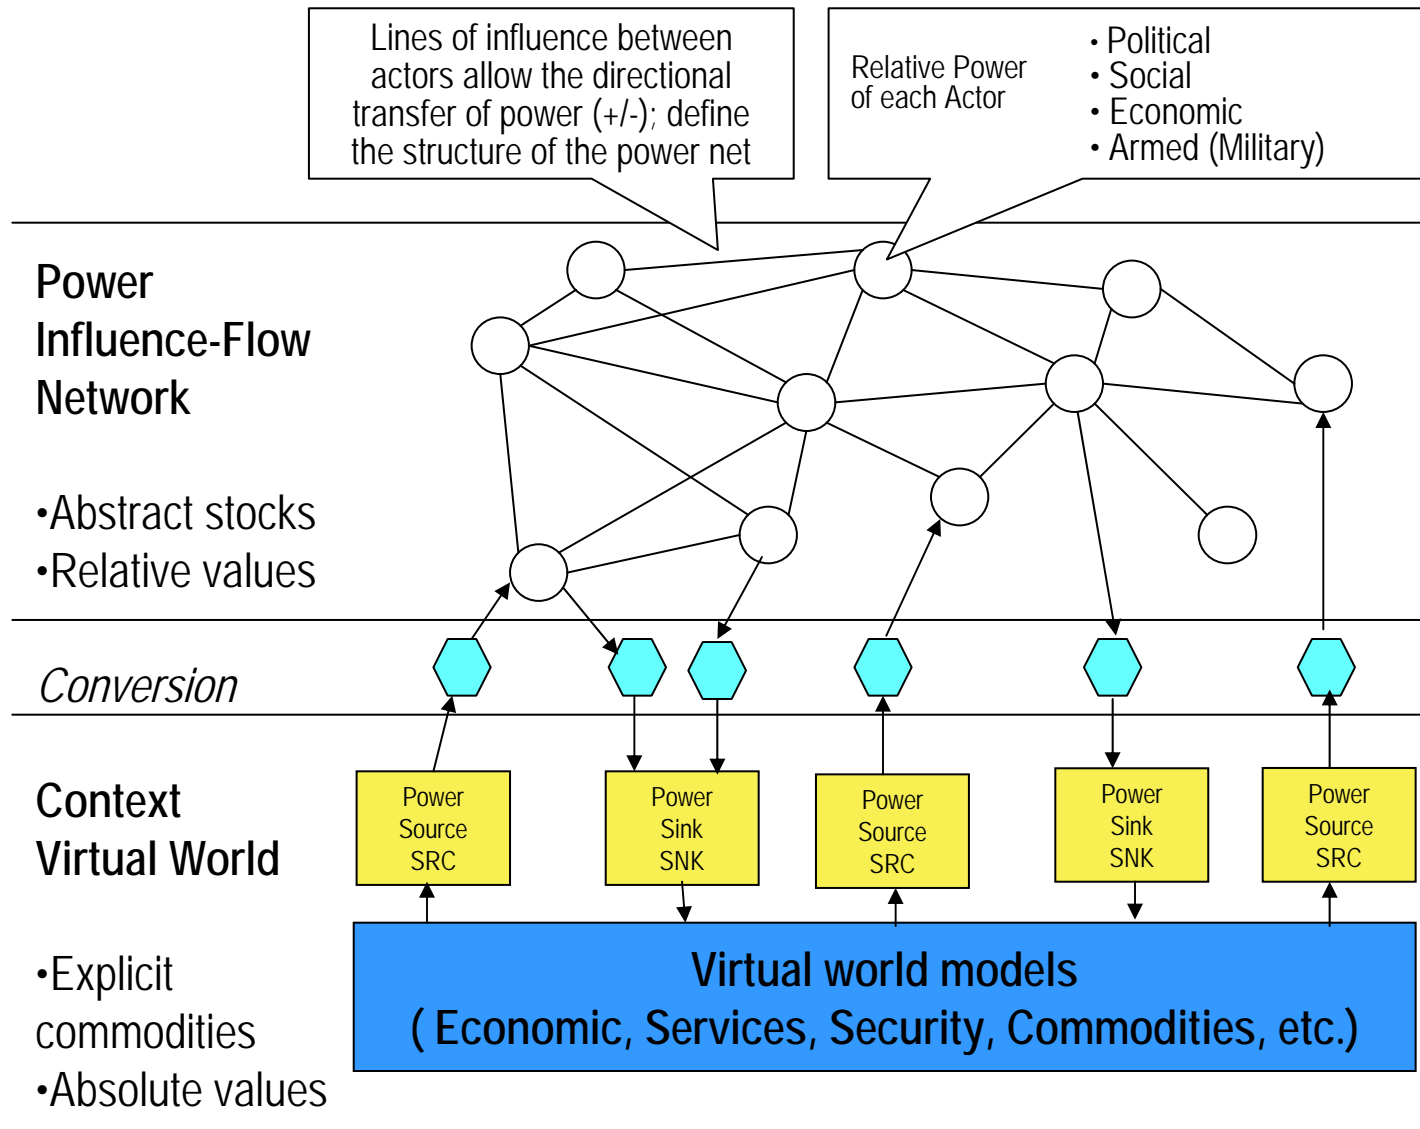 Lines of influence between
actors allow the directional
transfer of power (+/-); define
the structure of the power net
Relative Power
of each Actor
• Political
• Social
• Economic
• Armed (Military)
Power
Influence-Flow
Network
•Abstract stocks
•Relative values
Conversion
Context
Virtual World
•Explicit
commodities
•Absolute values
Power
Source
SRC
Power
Sink
SNK
Power
Source
SRC
Power
Sink
SNK
Power
Source
SRC
Virtual world models
( Economic, Services, Security, Commodities, etc.)